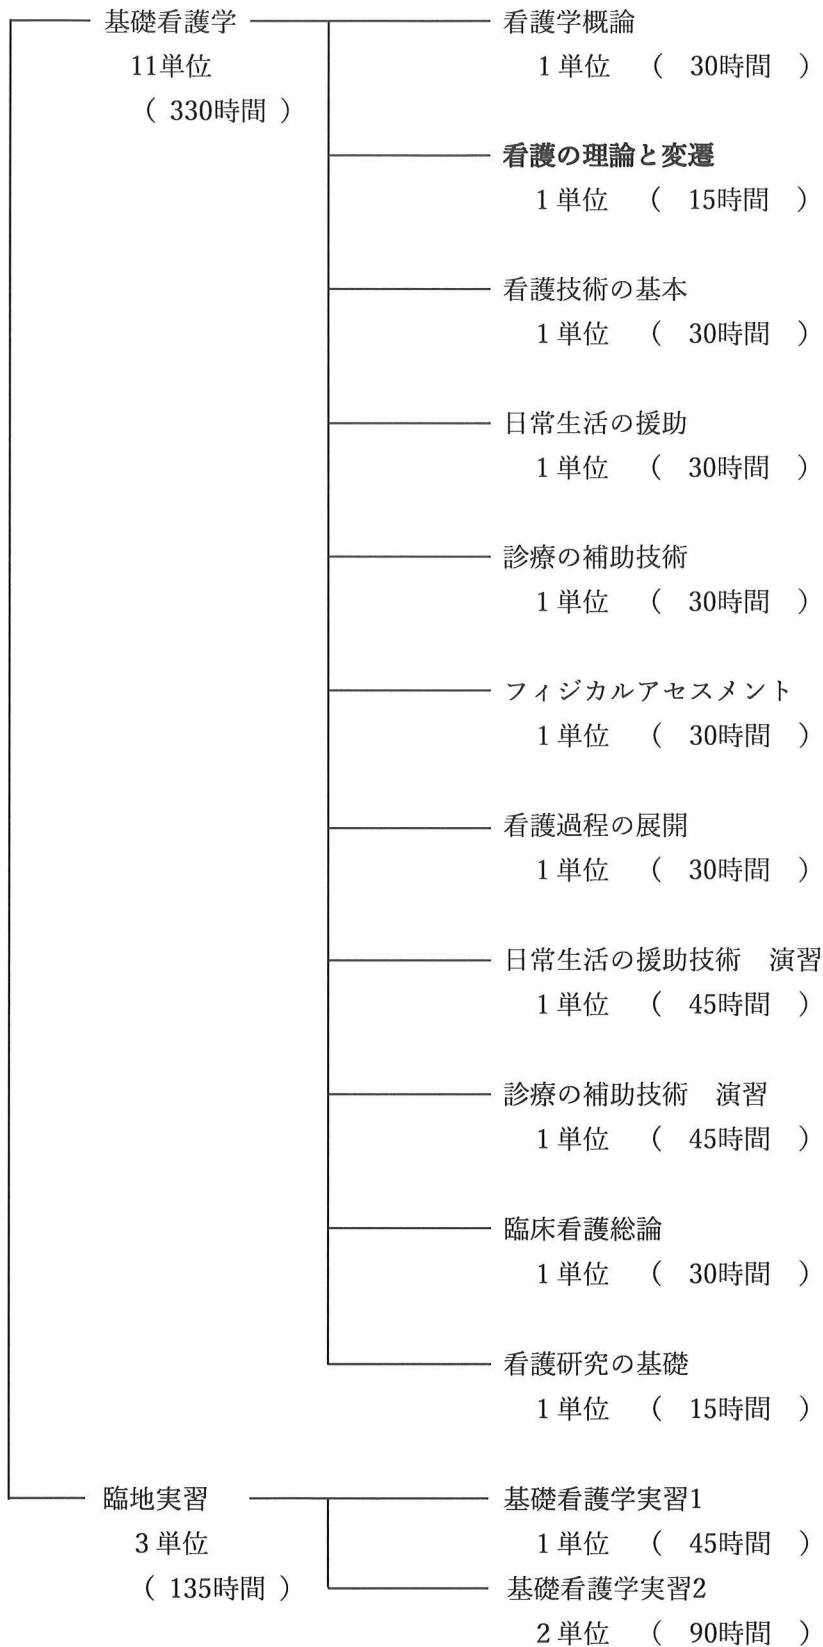 基礎看護学
11単位
( 330時間 )
看護学概論
1単位 ( 30時間 )
看護の理論と変遷
1単位 ( 15時間 )
看護技術の基本
1単位 ( 30時間 )
日常生活の援助
1単位 ( 30時間 )
診療の補助技術
1単位 ( 30時間 )
フィジカルアセスメント
1単位 ( 30時間 )
看護過程の展開
1単位 ( 30時間 )
日常生活の援助技術 演習
1単位 ( 45時間 )
診療の補助技術 演習
1単位 ( 45時間 )
臨床看護総論
1単位 ( 30時間 )
看護研究の基礎
1単位 ( 15時間 )
臨地実習
3単位
( 135時間 )
基礎看護学実習1
1単位 ( 45時間 )
基礎看護学実習2
2単位 ( 90時間 )